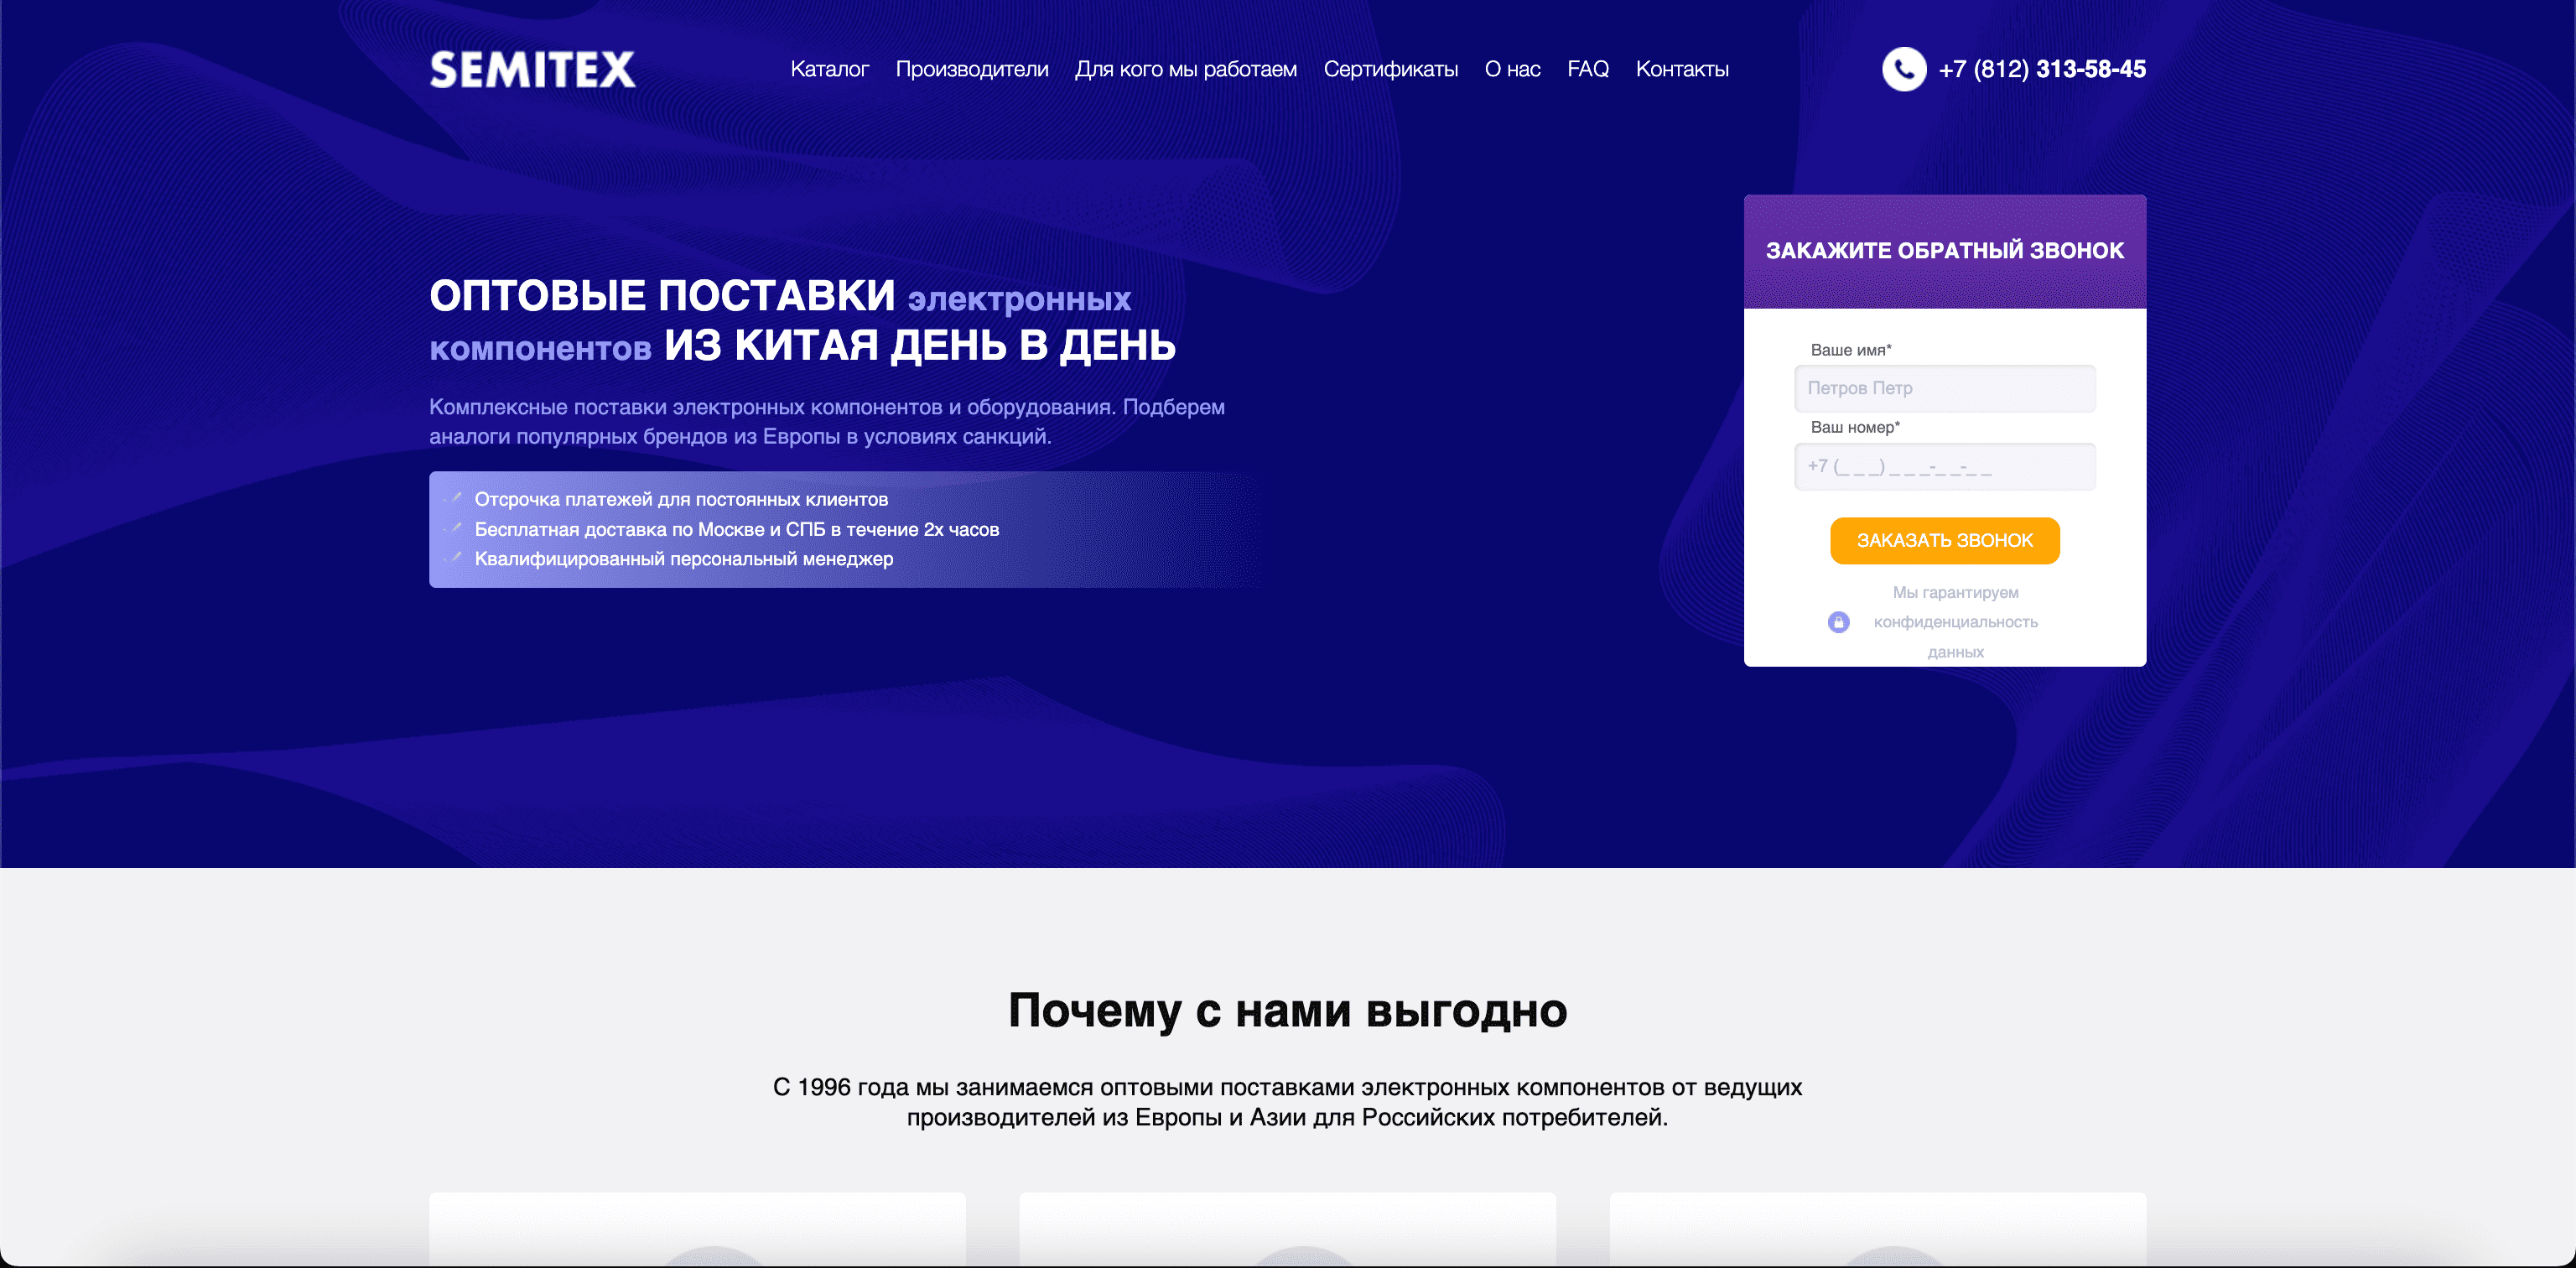 SEMITEX
Каталог Производители Для кого мы работаем Сертификаты О нас FAQ Контакты
+7 (812) 313-58-45
ОПТОВЫЕ ПОСТАВКИ электронных
компонентов ИЗ КИТАЯ ДЕНЬ В ДЕНЬ
Комплексные поставки электронных компонентов и оборудования. Подберем
аналоги популярных брендов из Европы в условиях санкций.
Отсрочка платежей для постоянных клиентов
Бесплатная доставка по Москве и СПБ в течение 2х часов
Квалифицированный персональный менеджер
ЗАКАЖИТЕ ОБРАТНЫЙ ЗВОНОК
Ваше имя*
Петров Петр
Ваш номер*
+7 (_ _ _) _ _ _-_ _-_ _
ЗАКАЗАТЬ ЗВОНОК
Мы гарантируем
конфиденциальность
данных
Почему с нами выгодно
С 1996 года мы занимаемся оптовыми поставками электронных компонентов от ведущих
производителей из Европы и Азии для Российских потребителей.